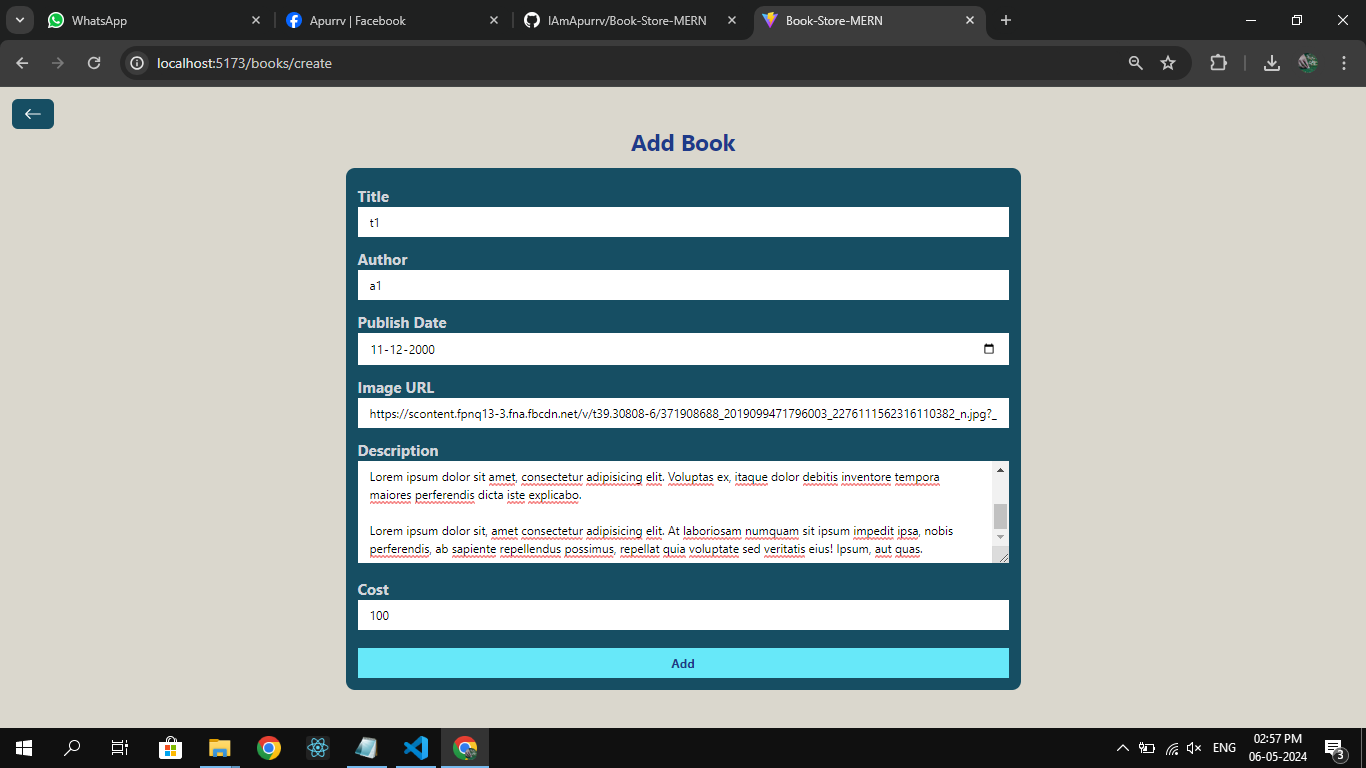 WhatsApp
Apurrv | Facebook
IAmApurrv/Book-Store-MERN
Book-Store-MERN
localhost:5173/books/create
Add Book
Title
t1
Author
a1
Publish Date
11-12-2000
Image URL
https://scontent.fpnq13-3.fna.fbcdn.net/v/t39.30808-6/371908688_2019099471796003_2276111562316110382_n.jpg?_
Description
Lorem ipsum dolor sit amet, consectetur adipisicing elit. Voluptas ex, itaque dolor debitis inventore tempora
maiores perferendis dicta iste explicabo.
Lorem ipsum dolor sit, amet consectetur adipisicing elit. At laboriosam numquam sit ipsum impedit ipsa, nobis
perferendis, ab sapiente repellendus possimus, repellat quia voluptate sed veritatis eius! Ipsum, aut quas.
Cost
100
Add
ENG
02:57 PM
06-05-2024
3